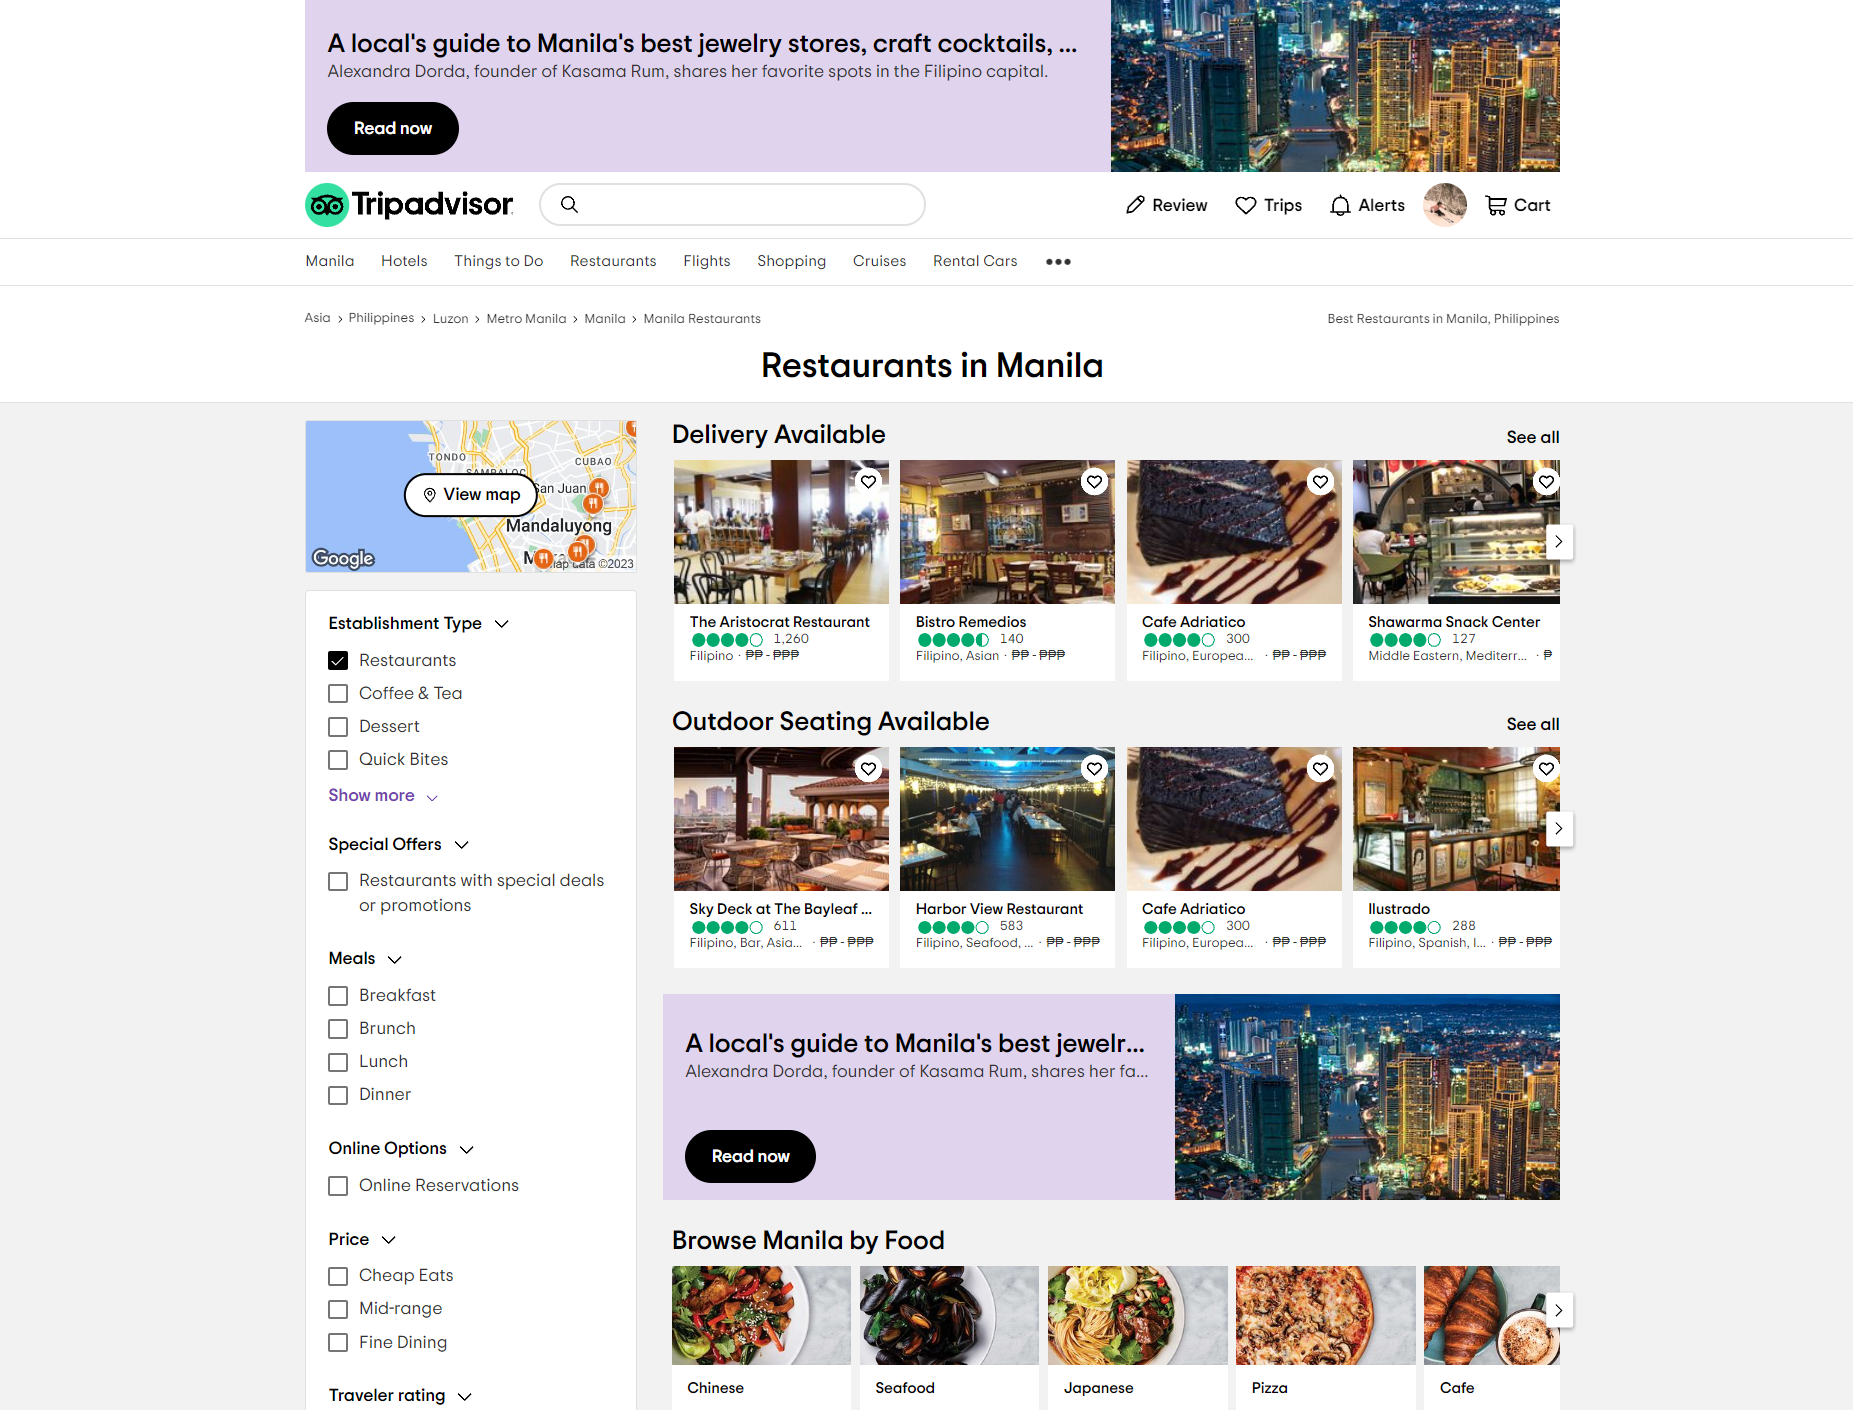 A local's guide to Manila's best jewelry stores, craft cocktails, ...
Alexandra Dorda, founder of Kasama Rum, shares her favorite spots in the Filipino capital.
Read now
Tripadvisor
Review
Trips
Alerts
Cart
Manila
Hotels
Things to Do
Restaurants
Flights
Shopping
Cruises
Rental Cars
Asia › Philippines › Luzon › Metro Manila › Manila › Manila Restaurants
Best Restaurants in Manila, Philippines
Restaurants in Manila
TONDO
CUBAO
San Juan
View map
Mandaluyong
Google
map data ©2023
Establishment Type
Restaurants
Coffee & Tea
Dessert
Quick Bites
Show more
Special Offers
Restaurants with special deals
or promotions
Meals
Breakfast
Brunch
Lunch
Dinner
Online Options
Online Reservations
Price
Cheap Eats
Mid-range
Fine Dining
Traveler rating
Delivery Available
See all
The Aristocrat Restaurant
1,260
Filipino · ₱₱ - ₱₱₱
Bistro Remedios
140
Filipino, Asian · ₱₱ - ₱₱₱
Cafe Adriatico
300
Filipino, Europea... · ₱₱ - ₱₱₱
Shawarma Snack Center
127
Middle Eastern, Mediterr... · ₱
Outdoor Seating Available
See all
Sky Deck at The Bayleaf ...
611
Filipino, Bar, Asia... · ₱₱ - ₱₱₱
Harbor View Restaurant
583
Filipino, Seafood, ... · ₱₱ - ₱₱₱
Cafe Adriatico
300
Filipino, Europea... · ₱₱ - ₱₱₱
Ilustrado
288
Filipino, Spanish, I... · ₱₱ - ₱₱₱
A local's guide to Manila's best jewelr...
Alexandra Dorda, founder of Kasama Rum, shares her fa...
Read now
Browse Manila by Food
Chinese
Seafood
Japanese
Pizza
Cafe